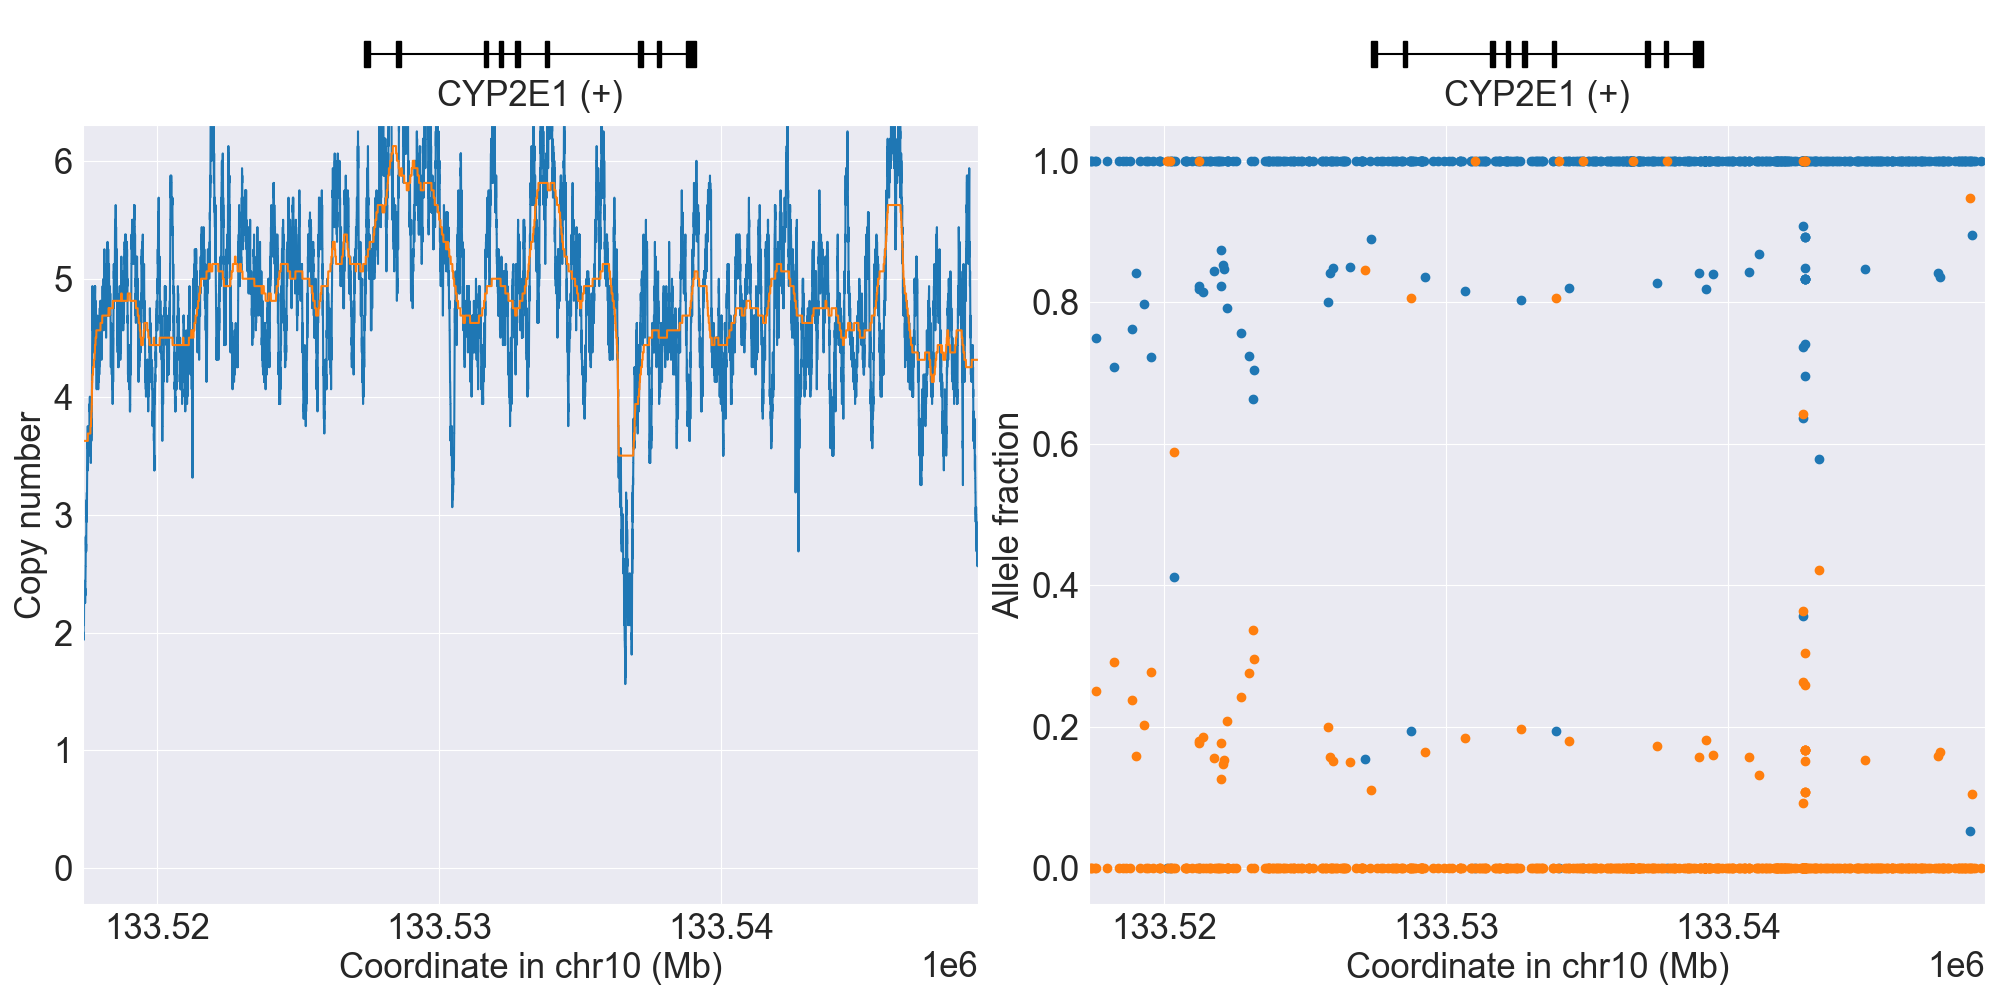 CYP2E1 (+)
Copy number
6
5
4
3
2
1
0
133.52
133.53
133.54
Coordinate in chr10 (Mb)
1e6
CYP2E1 (+)
Allele fraction
1.0
0.8
0.6
0.4
0.2
0.0
133.52
133.53
133.54
Coordinate in chr10 (Mb)
1e6